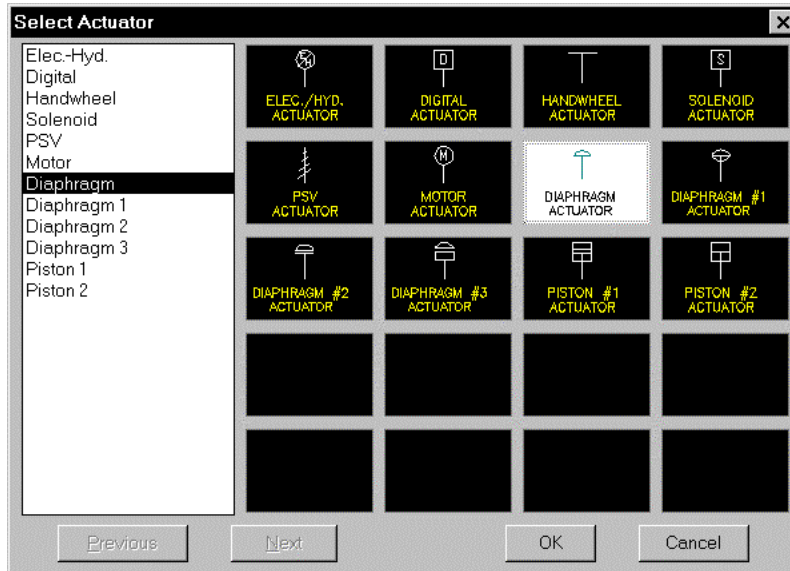 Select Actuator
Elec.-Hyd.
Digital
Handwheel
Solenoid
PSV
Motor
Diaphragm
Diaphragm 1
Diaphragm 2
Diaphragm 3
Piston 1
Piston 2
ELEC./HYD.
ACTUATOR
D
DIGITAL
ACTUATOR
HANDWHEEL
ACTUATOR
S
SOLENOID
ACTUATOR
PSV
ACTUATOR
M
MOTOR
ACTUATOR
DIAPHRAGM
ACTUATOR
DIAPHRAGM #1
ACTUATOR
DIAPHRAGM #2
ACTUATOR
DIAPHRAGM #3
ACTUATOR
PISTON #1
ACTUATOR
PISTON #2
ACTUATOR
Previous
Next
OK
Cancel